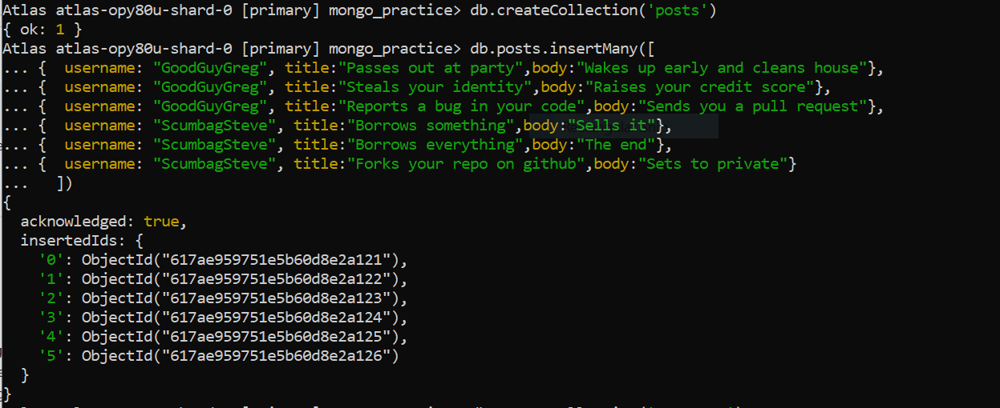 Atlas atlas-opy80u-shard-0 [primary] mongo_practice> db.createCollection('posts')
{ ok: 1 }
Atlas atlas-opy80u-shard-0 [primary] mongo_practice> db.posts.insertMany([
... {  username: "GoodGuyGreg", title:"Passes out at party",body:"Wakes up early and cleans house"},
... {  username: "GoodGuyGreg", title:"Steals your identity",body:"Raises your credit score"},
... {  username: "GoodGuyGreg", title:"Reports a bug in your code",body:"Sends you a pull request"},
... {  username: "ScumbagSteve", title:"Borrows something",body:"Sells it"},
... {  username: "ScumbagSteve", title:"Borrows everything",body:"The end"},
... {  username: "ScumbagSteve", title:"Forks your repo on github",body:"Sets to private"}
...   ])
{
  acknowledged: true,
  insertedIds: {
    '0': ObjectId("617ae959751e5b60d8e2a121"),
    '1': ObjectId("617ae959751e5b60d8e2a122"),
    '2': ObjectId("617ae959751e5b60d8e2a123"),
    '3': ObjectId("617ae959751e5b60d8e2a124"),
    '4': ObjectId("617ae959751e5b60d8e2a125"),
    '5': ObjectId("617ae959751e5b60d8e2a126")
  }
}